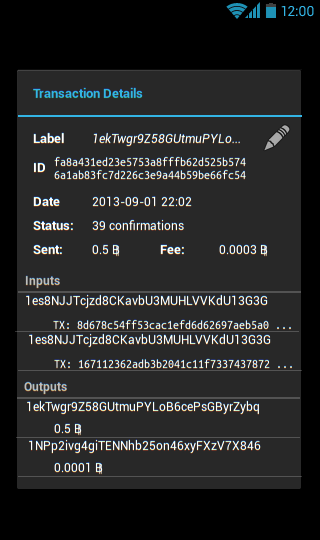 12:00
Transaction Details
Label 1ekTwgr9Z58GUtmuPYLo...
ID fa8a431ed23e5753a8fffb62d525b574
6a1ab83fc7d226c3e9a44b59be66fc54
Date 2013-09-01 22:02
Status: 39 confirmations
Sent: 0.5 ₿ Fee: 0.0003 ₿
Inputs
1es8NJJTcjzd8CKavbU3MUHLVVKdU13G3G
TX: 8d678c54ff53cac1efd6d62697aeb5a0 ...
1es8NJJTcjzd8CKavbU3MUHLVVKdU13G3G
TX: 167112362adb3b2041c11f7337437872 ...
Outputs
1ekTwgr9Z58GUtmuPYLoB6cePsGByrZybq
0.5 ₿
1NPp2ivg4giTENNhb25on46xyFXzV7X846
0.0001 ₿